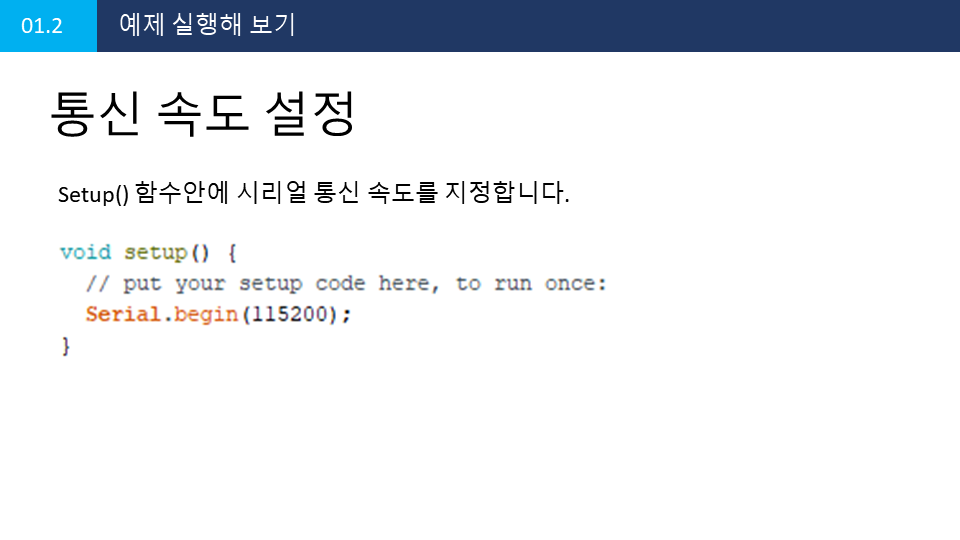 01.2
예제 실행해 보기
통신 속도 설정
Setup() 함수안에 시리얼 통신 속도를 지정합니다.
void setup() {
  // put your setup code here, to run once:
  Serial.begin(115200);
}